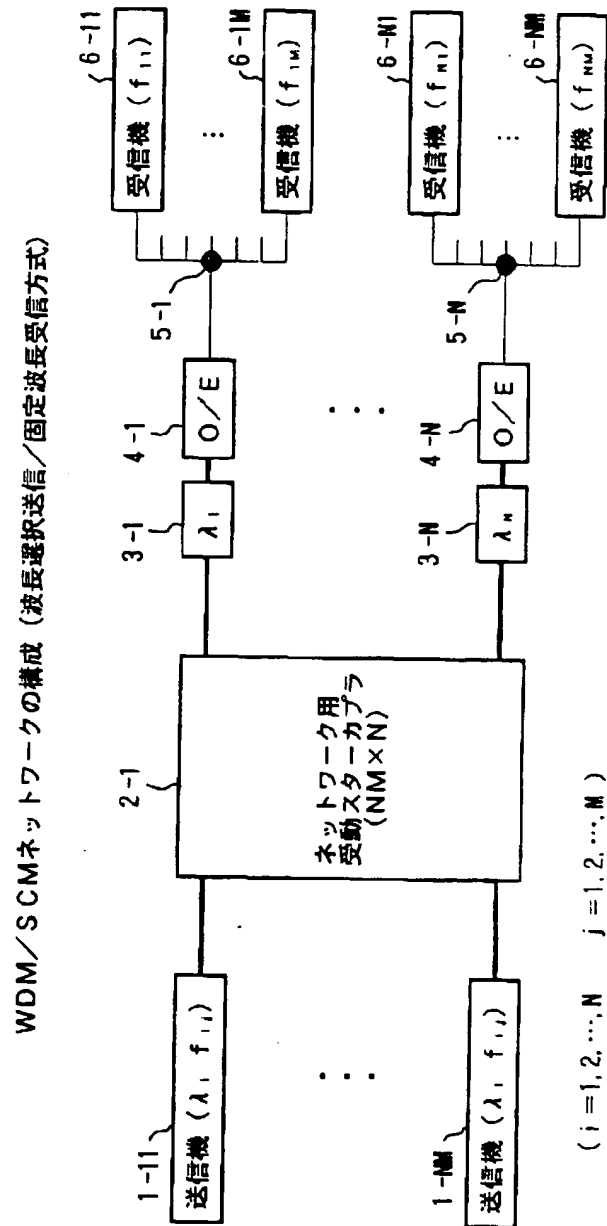 WDM/SCMネットワークの構成 (波長選択送信/固定波長受信方式)
1-11
送信機 (λi fij)
1-NM
送信機 (λi fij)
(i=1,2,…,N j=1,2,…,M)
2-1
ネットワーク用
受動スターカプラ
(NM×N)
3-1
λ1
4-1
O/E
5-1
3-N
λN
4-N
O/E
5-N
6-11
受信機 (f11)
6-1M
受信機 (f1M)
6-N1
受信機 (fN1)
6-NM
受信機 (fNM)